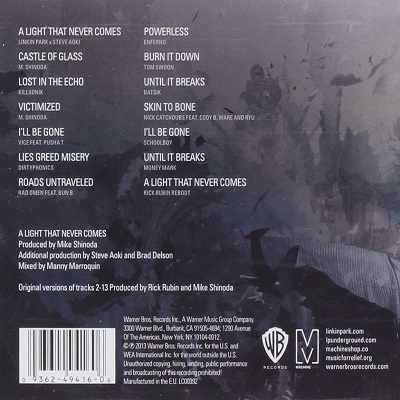 A LIGHT THAT NEVER COMES
LINKIN PARK x STEVE AOKI
CASTLE OF GLASS
M. SHINODA
LOST IN THE ECHO
KILLSONIK
VICTIMIZED
M. SHINODA
I'LL BE GONE
VICE FEAT. PUSHA T
LIES GREED MISERY
DIRTYPHONICS
ROADS UNTRAVELED
RAD OMEN FEAT. BUN B
POWERLESS
ENFERNO
BURN IT DOWN
TOM SWOON
UNTIL IT BREAKS
DATSIK
SKIN TO BONE
NICK CATCHDUBS FEAT. CODY B. WARE AND RYU
I'LL BE GONE
SCHOOLBOY
UNTIL IT BREAKS
MONEY MARK
A LIGHT THAT NEVER COMES
RICK RUBIN REBOOT
A LIGHT THAT NEVER COMES
Produced by Mike Shinoda
Additional production by Steve Aoki and Brad Delson
Mixed by Manny Marroquin
Original versions of tracks 2-13 Produced by Rick Rubin and Mike Shinoda
0 93624-9416-0 6
Warner Bros. Records Inc., A Warner Music Group Company.
3300 Warner Blvd., Burbank, CA 91505-4694; 1290 Avenue
Of The Americas, New York, N.Y. 10104-0012.
© ℗ 2013 Warner Bros. Records Inc. for the U.S. and
WEA International Inc. for the world outside the U.S.
Unauthorized copying, hiring, lending, public performance
and broadcasting of this recording prohibited!
Manufactured in the E.U. LC00392
WB
RECORDS
M
MACHINE
linkinpark.com
lpunderground.com
machineshop.co
musicforrelief.org
warnerbrosrecords.com